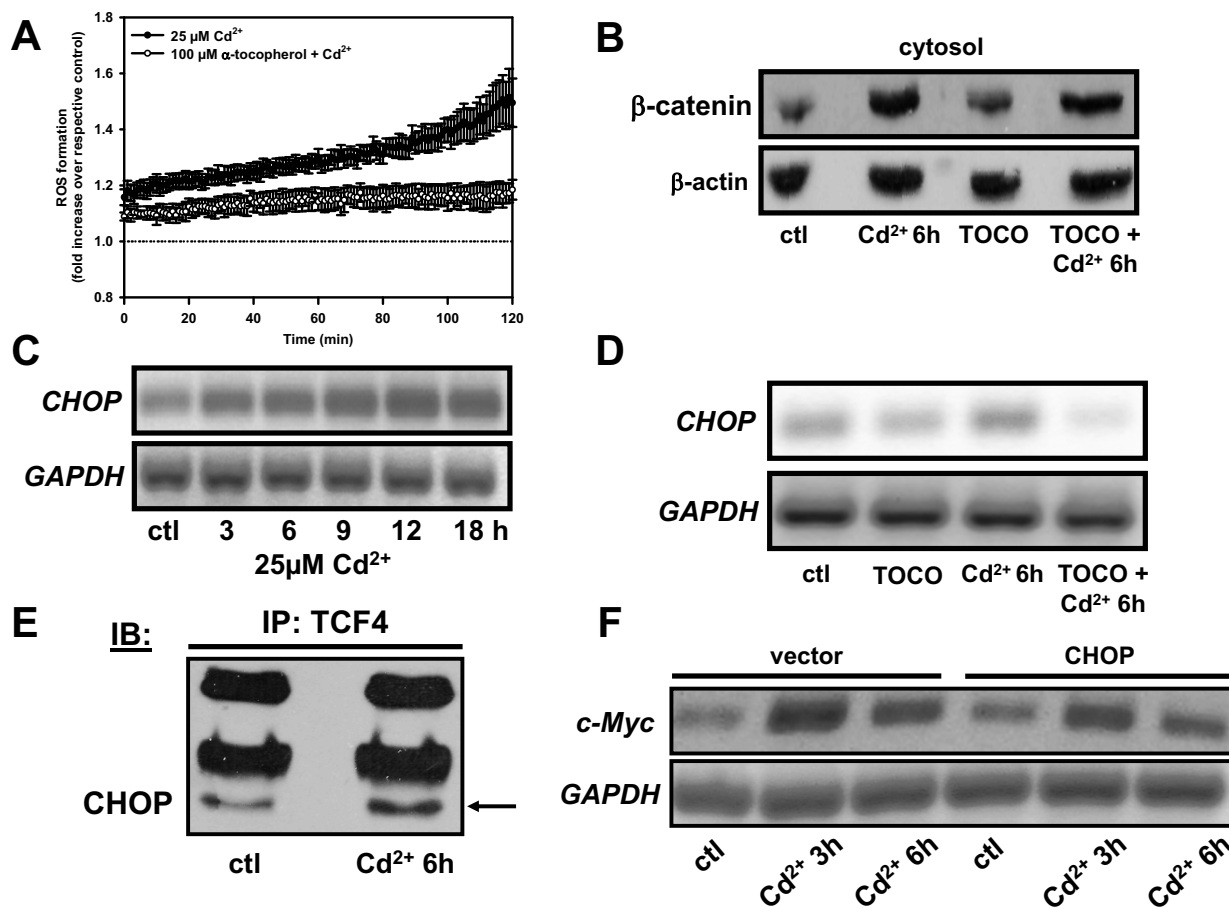 A
25 µM Cd²⁺
100 µM α-tocopherol + Cd²⁺
ROS formation
(fold increase over respective control)
1.8
1.6
1.4
1.2
1.0
0.8
0 20 40 60 80 100 120
Time (min)
B
cytosol
β-catenin
β-actin
ctl Cd²⁺ 6h TOCO TOCO +
Cd²⁺ 6h
C
CHOP
GAPDH
ctl 3 6 9 12 18 h
25µM Cd²⁺
D
CHOP
GAPDH
ctl TOCO Cd²⁺ 6h TOCO +
Cd²⁺ 6h
E
IB:
IP: TCF4
CHOP
ctl Cd²⁺ 6h
F
vector CHOP
c-Myc
GAPDH
ctl Cd²⁺ 3h Cd²⁺ 6h ctl Cd²⁺ 3h Cd²⁺ 6h